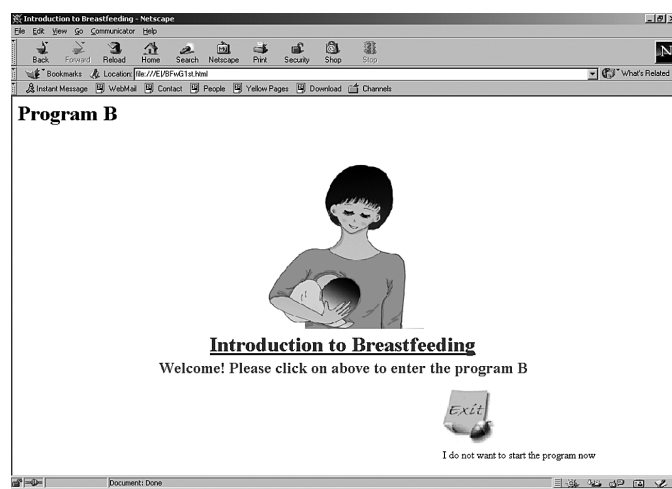 Introduction to Breastfeeding - Netscape
File Edit View Go Communicator Help
Back Forward Reload Home Search Netscape Print Security Shop Stop
Bookmarks Location: file:///E|/BFwG1st.html What's Related
Instant Message WebMail Contact People Yellow Pages Download Channels
Program B
Introduction to Breastfeeding
Welcome! Please click on above to enter the program B
Exit
I do not want to start the program now
Document: Done